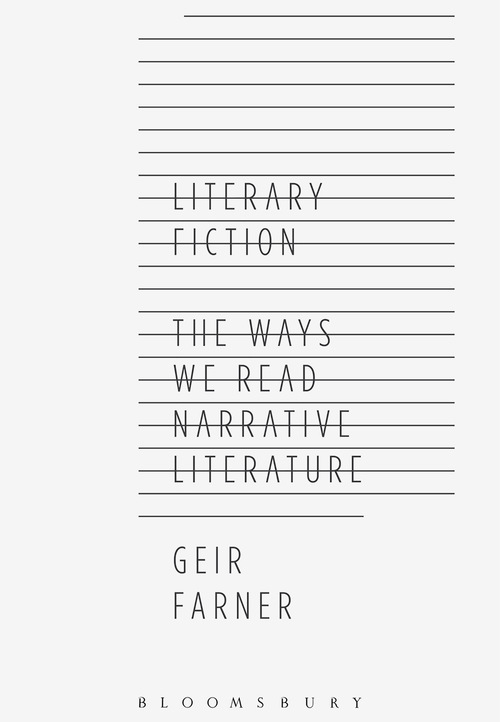 LITERARY
FICTION
THE WAYS
WE READ
NARRATIVE
LITERATURE
GEIR
FARNER
BLOOMSBURY